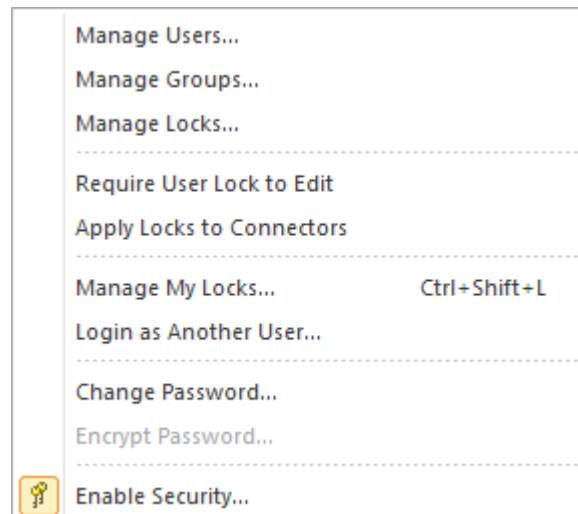 Manage Users...
Manage Groups...
Manage Locks...
Require User Lock to Edit
Apply Locks to Connectors
Manage My Locks... Ctrl+Shift+L
Login as Another User...
Change Password...
Encrypt Password...
Enable Security...